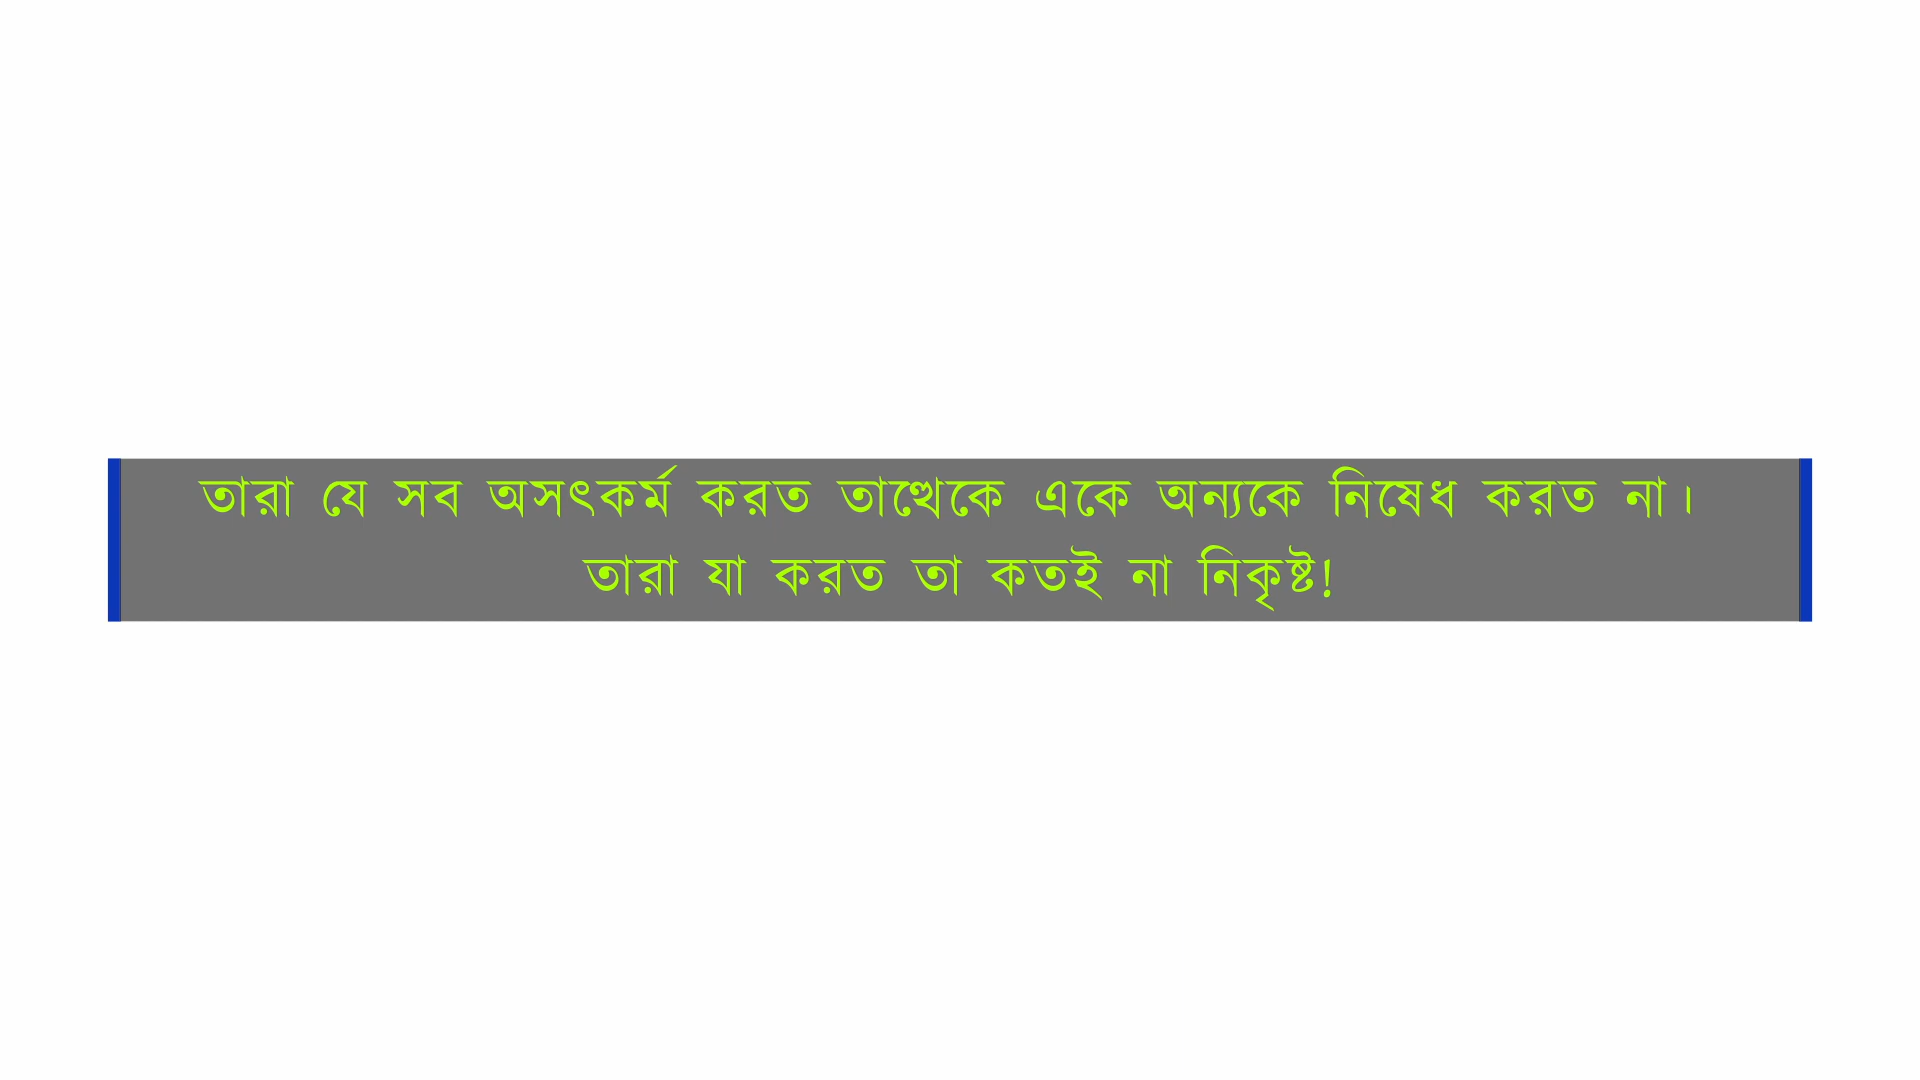 তারা যে সব অসৎকর্ম করত তাত্থেকে একে অন্যকে নিষেধ করত না।
তারা যা করত তা কতই না নিকৃষ্ট!